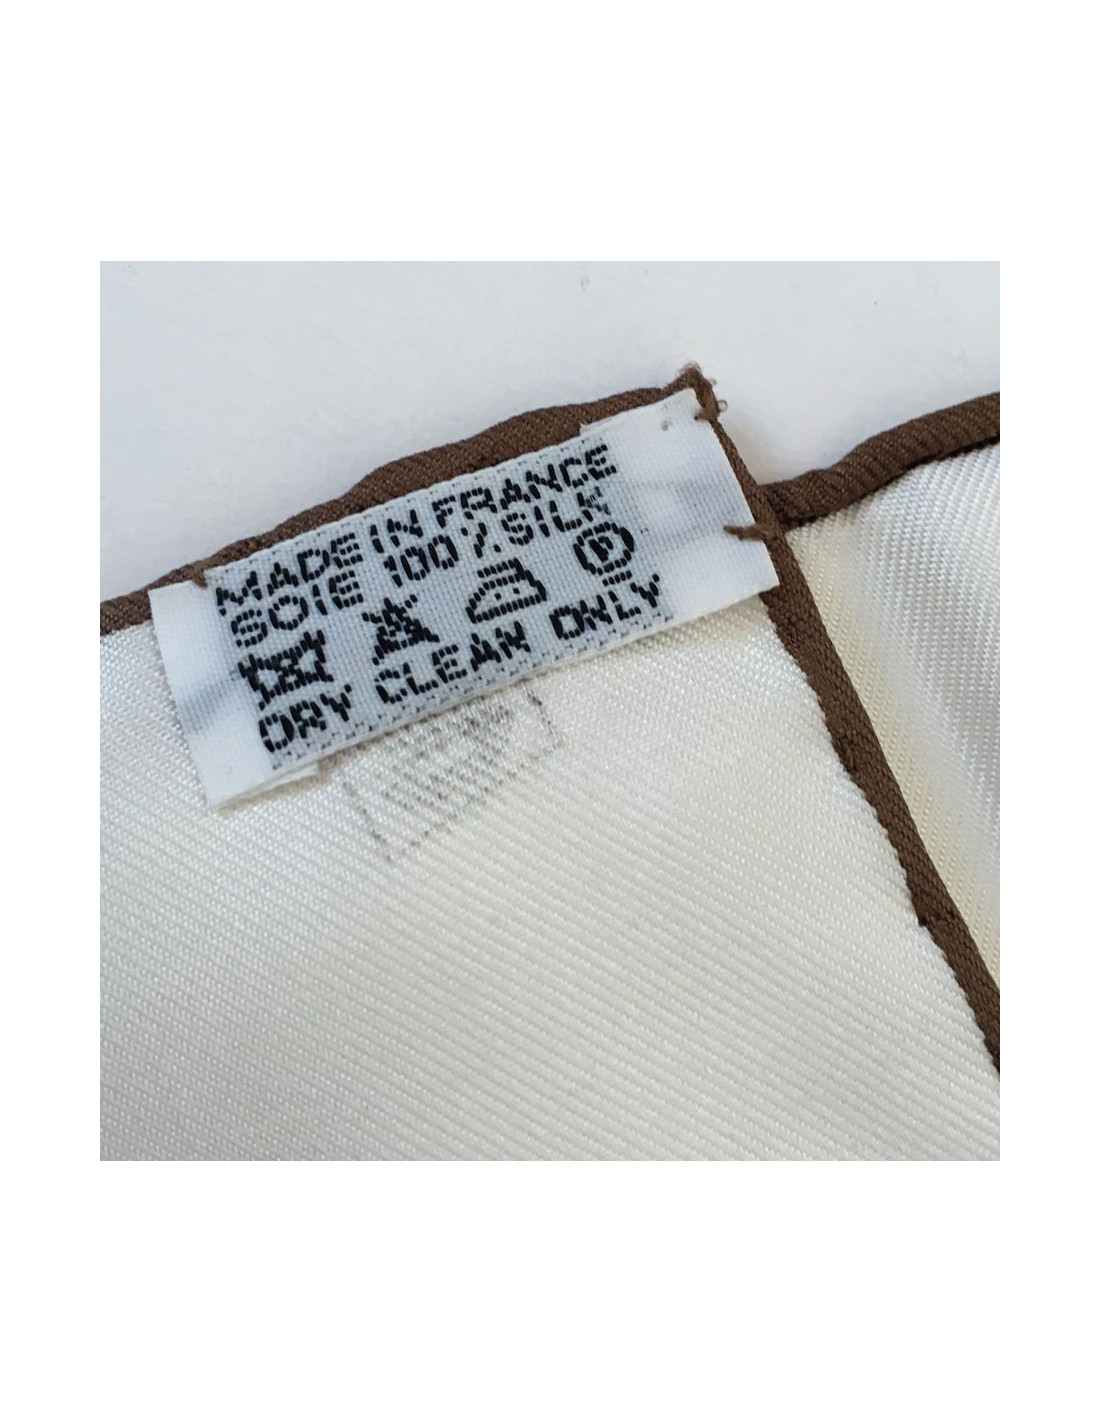 MADE IN FRANCE
SOIE 100% SILK
P
DRY CLEAN ONLY